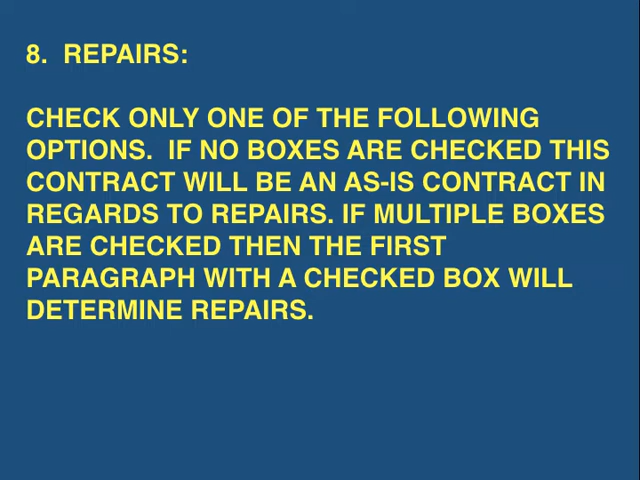 8.  REPAIRS:
CHECK ONLY ONE OF THE FOLLOWING
OPTIONS.  IF NO BOXES ARE CHECKED THIS
CONTRACT WILL BE AN AS-IS CONTRACT IN
REGARDS TO REPAIRS. IF MULTIPLE BOXES
ARE CHECKED THEN THE FIRST
PARAGRAPH WITH A CHECKED BOX WILL
DETERMINE REPAIRS.